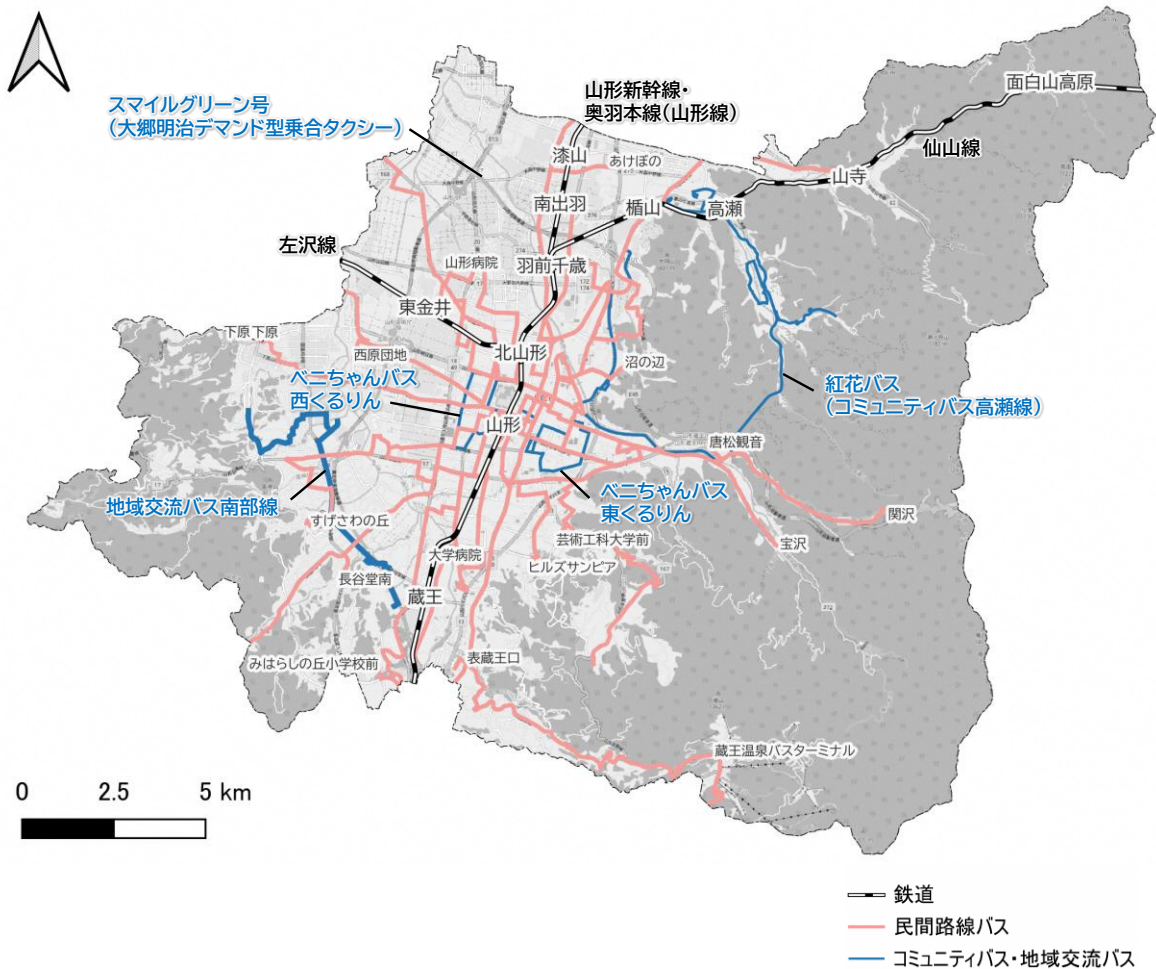 面白山高原
山形新幹線・
奥羽本線(山形線)
スマイルグリーン号
(大郷明治デマンド型乗合タクシー)
仙山線
漆山
あけぼの
山寺
南出羽
楯山
高瀬
左沢線
山形病院
羽前千歳
東金井
下原
下原
西原団地
北山形
沼の辺
ベニちゃんバス
西くるりん
紅花バス
(コミュニティバス高瀬線)
山形
唐松観音
地域交流バス南部線
ベニちゃんバス
東くるりん
関沢
すげさわの丘
芸術工科大学前
宝沢
大学病院
ヒルズサンピア
長谷堂南
蔵王
みはらしの丘小学校前
表蔵王口
蔵王温泉バスターミナル
0 2.5 5 km
鉄道
民間路線バス
コミュニティバス・地域交流バス